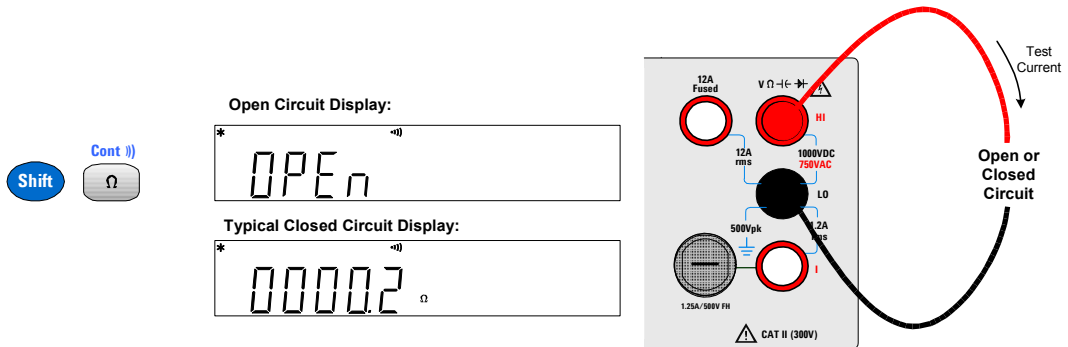 Cont
Shift
Ω
Open Circuit Display:
OPEn
Typical Closed Circuit Display:
0000.2 Ω
12A
Fused
V Ω
HI
12A
rms
1000VDC
750VAC
LO
500Vpk
1.2A
rms
I
1.25A/500V FH
CAT II (300V)
Test
Current
Open or
Closed
Circuit